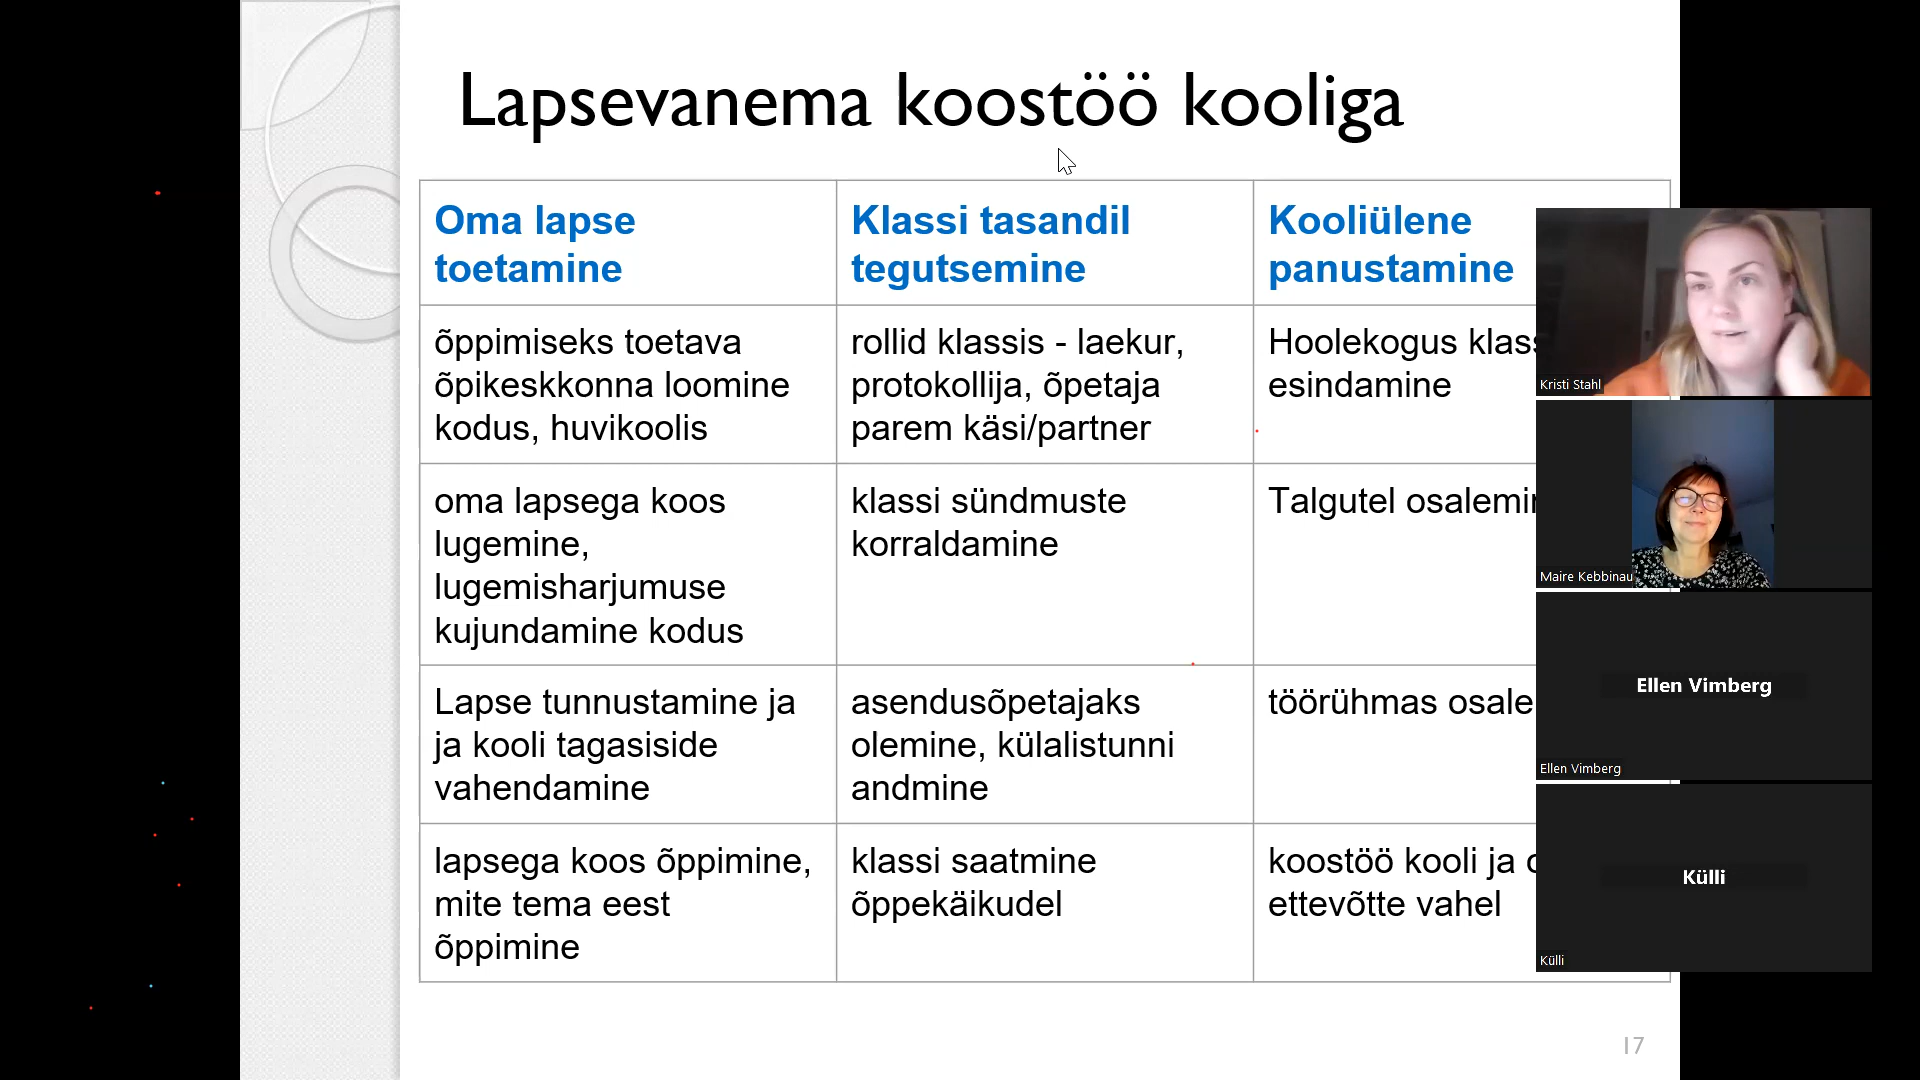 Lapsevanema koostöö kooliga
Oma lapse
toetamine
Klassi tasandil
tegutsemine
Kooliülene
panustamine
õppimiseks toetava
õpikeskkonna loomine
kodus, huvikoolis
rollid klassis - laekur,
protokollija, õpetaja
parem käsi/partner
Hoolekogus
esindamine
oma lapsega koos
lugemine,
lugemisharjumuse
kujundamine kodus
klassi sündmuste
korraldamine
Talgutel
Lapse tunnustamine ja
ja kooli tagasiside
vahendamine
asendusõpetajaks
olemine, külalistunni
andmine
töörühmas
lapsega koos õppimine,
mite tema eest
õppimine
klassi saatmine
õppekäikudel
koostöö kooli ja
ettevõtte vahel
17
Kristi Stahl
Maire Kebbinau
Ellen Vimberg
Ellen Vimberg
Külli
Külli